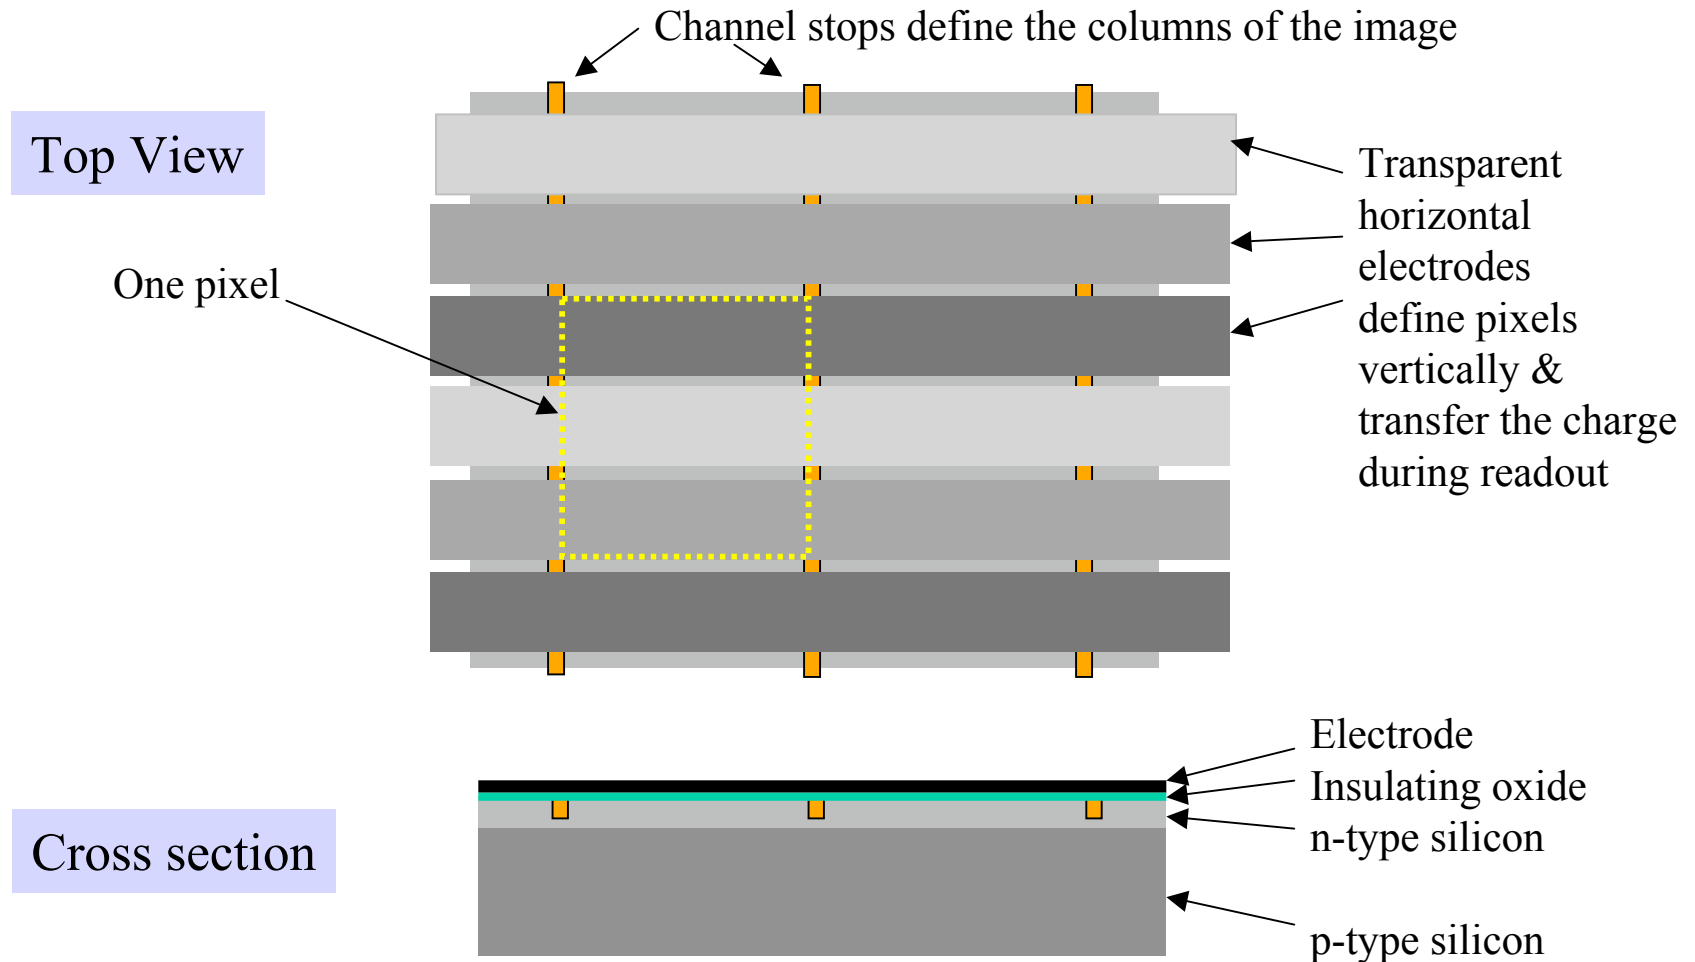 Channel stops define the columns of the image
Top View
Transparent
horizontal
electrodes
define pixels
vertically &
transfer the charge
during readout
One pixel
Electrode
Insulating oxide
n-type silicon
p-type silicon
Cross section